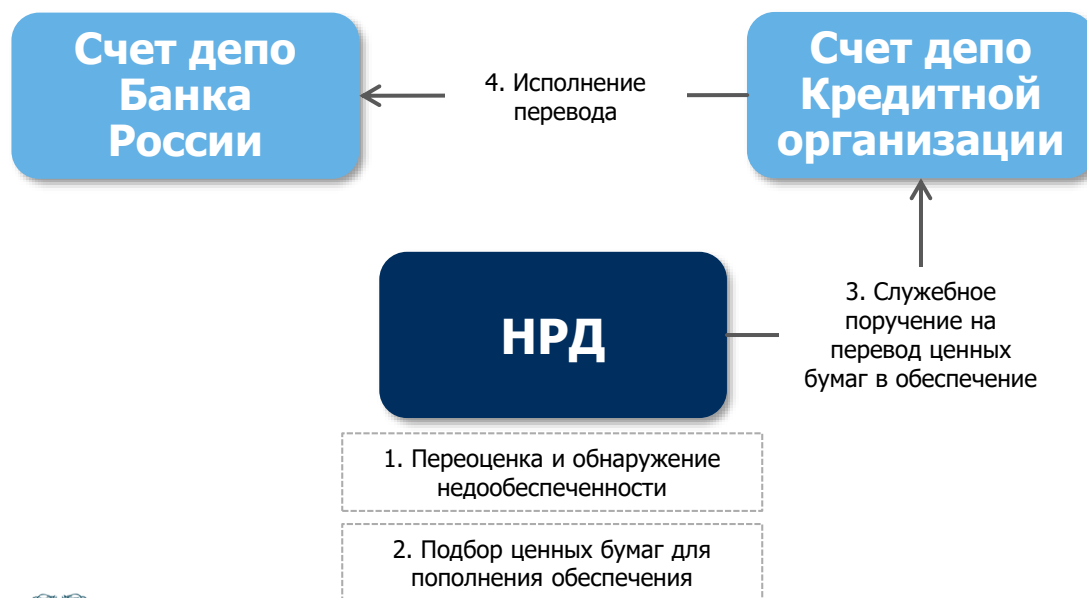 Счет депо
Банка
России
4. Исполнение
перевода
Счет депо
Кредитной
организации
НРД
3. Служебное
поручение на
перевод ценных
бумаг в обеспечение
1. Переоценка и обнаружение
недообеспеченности
2. Подбор ценных бумаг для
пополнения обеспечения